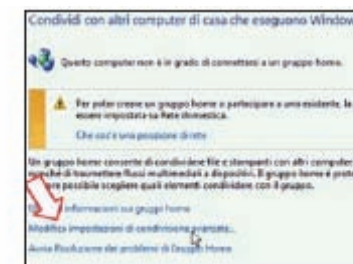 Condividi con altri computer di casa che eseguono Window
Questo computer non è in grado di connettersi a un gruppo home.
Per poter creare un gruppo home o partecipare a uno esistente, la
essere impostata su Rete domestica.
Che cos'è una posizione di rete
Un gruppo home consente di condividere file e stampanti con altri computer
nonché di trasmettere flussi multimediali a dispositivi. Il gruppo home è prote
possibile scegliere quali elementi condividere con il gruppo.
informazioni sui gruppi home
Modifica impostazioni di condivisione avanzate...
Avvia Risoluzione dei problemi di Gruppo Home